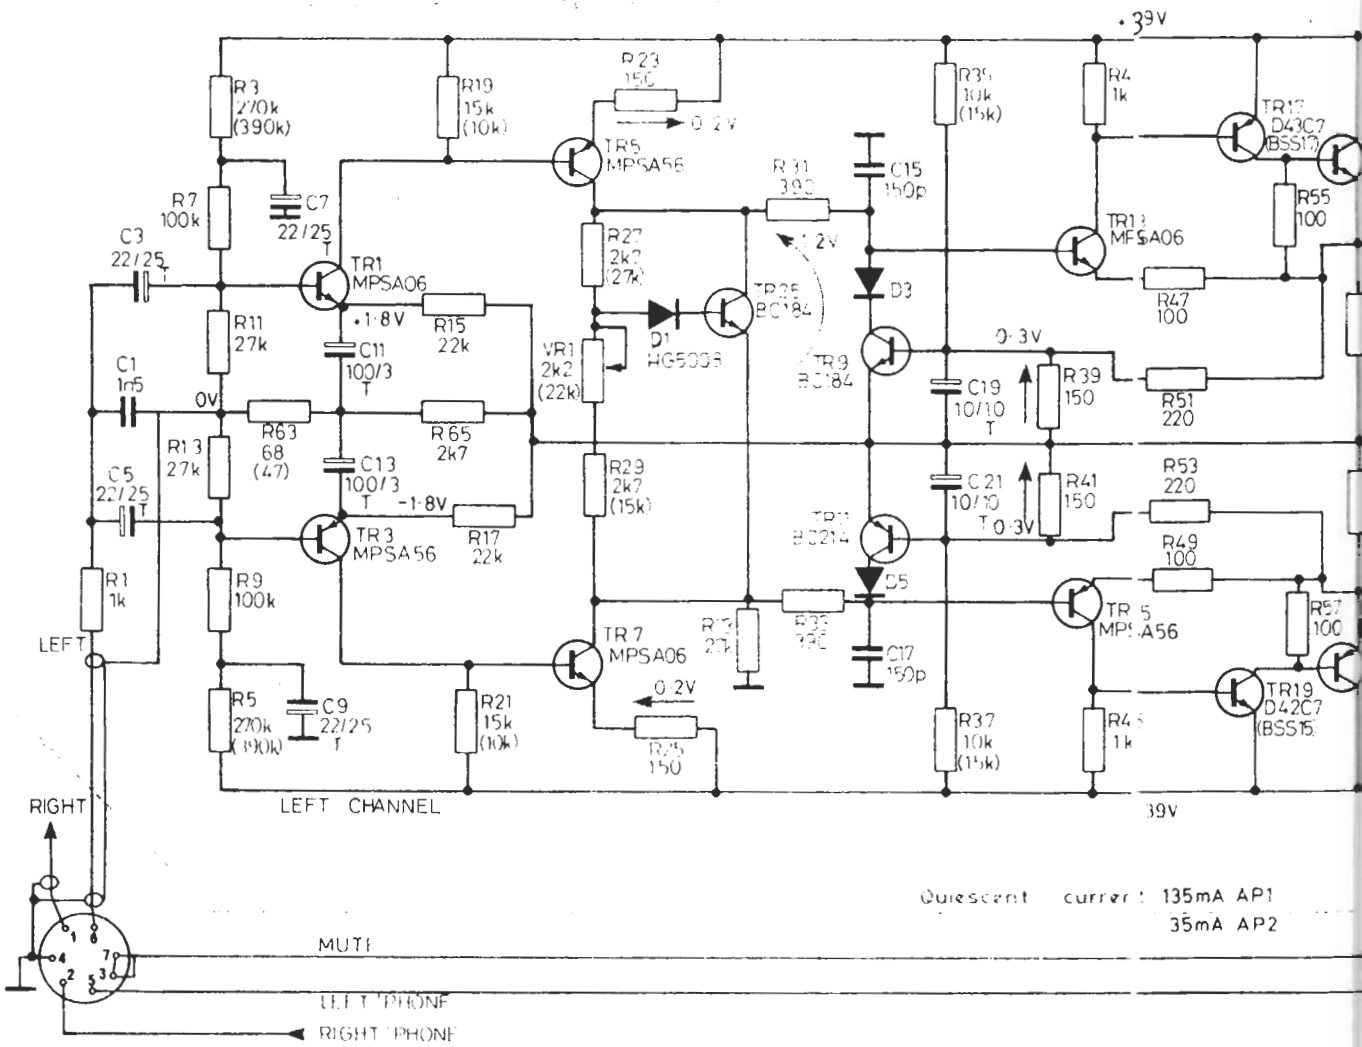 39V
R3
270k
(390k)
R19
15k
(10k)
R23
150
0·2V
TR5
MPSA56
R35
10k
(15k)
R4
1k
TR17
D43C7
R7
100k
C7
22/25
T
R31
390
C15
150p
R55
100
C3
22/25
T
R27
2k7
(27k)
TR13
MPSA06
TR1
MPSA06
R11
27k
·1·8V
R15
22k
D1
BC184
D3
R47
100
C1
1n5
C11
100/3
T
VR1
2k2
(22k)
TR9
BC184
0·3V
C19
10/10
T
R39
150
R51
220
0V
R63
68
(47)
R65
2k7
R13
27k
C5
22/25
T
C13
100/3
T
-1·8V
R29
2k7
(15k)
C21
10/10
T
R41
150
0·3V
R53
220
TR3
MPSA56
R17
22k
BC214
R49
100
R1
1k
R9
100k
D5
MPSA56
R57
100
LEFT
TR7
MPSA06
C17
150p
0·2V
R5
270k
(390k)
C9
22/25
T
R21
15k
(10k)
R25
150
R37
10k
(15k)
1k
TR19
D42C7
(BSS15)
RIGHT
LEFT CHANNEL
39V
Quiescent current 135mA AP1
35mA AP2
1
6
4
7
2
5
3
MUTE
LEFT PHONE
RIGHT PHONE